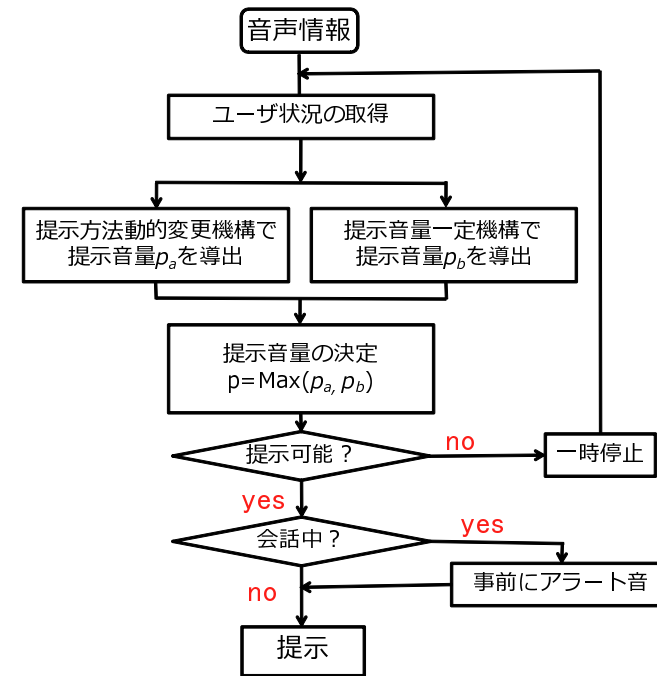 音声情報
ユーザ状況の取得
提示方法動的変更機構で
提示音量paを導出
提示音量一定機構で
提示音量pbを導出
提示音量の決定
p=Max(pa, pb)
提示可能？
no
一時停止
yes
会話中？
yes
事前にアラート音
no
提示